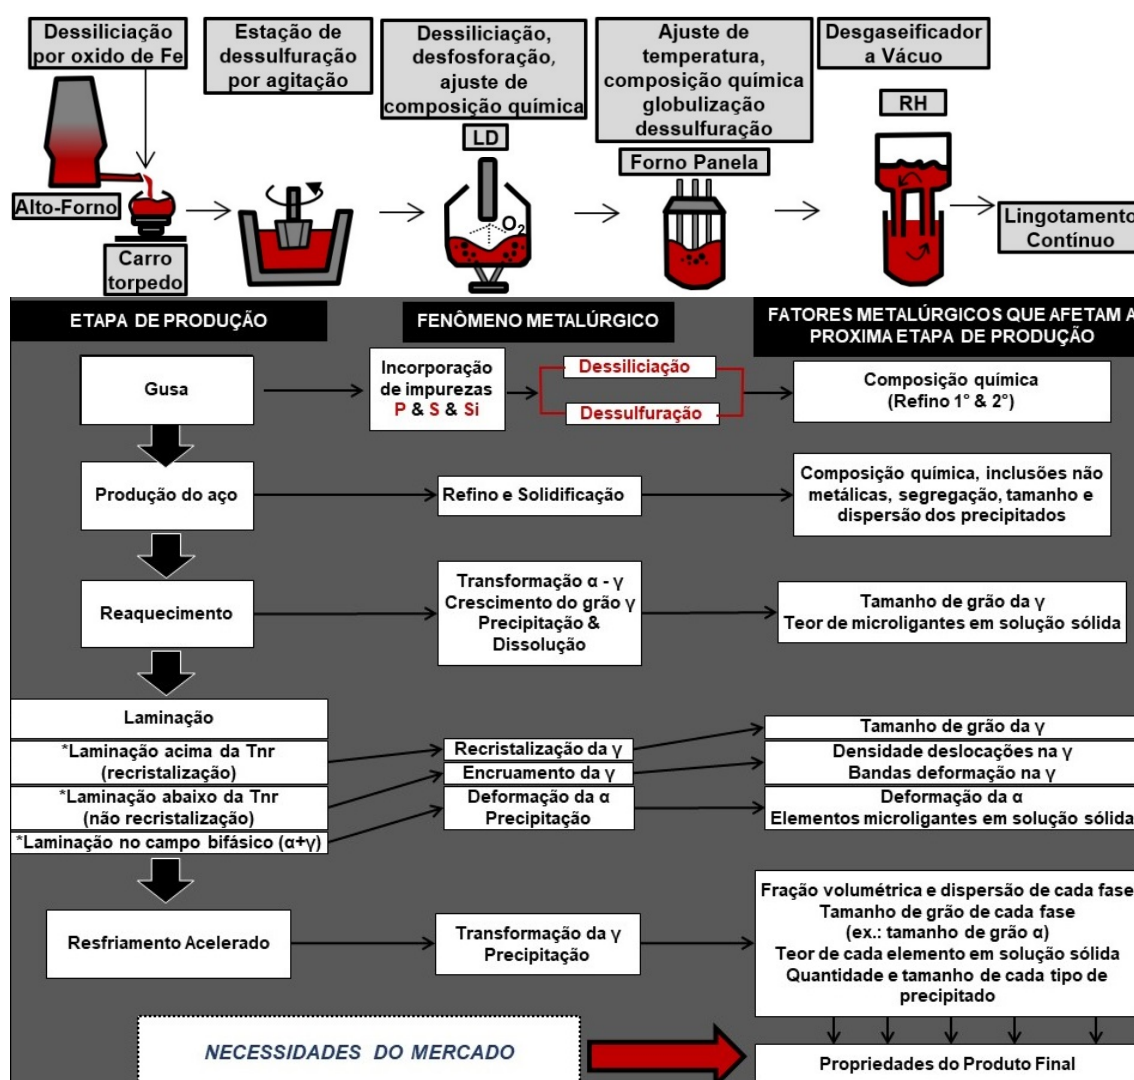 Dessiliciação
por oxido de Fe
Estação de
dessulfuração
por agitação
Dessiliciação,
desfosforação,
ajuste de
composição química
LD
Ajuste de
temperatura,
composição química
globulização
dessulfuração
Forno Panela
Desgaseificador
a Vácuo
RH
Alto-Forno
Carro
torpedo
O2
Lingotamento
Contínuo
ETAPA DE PRODUÇÃO
FENÔMENO METALÚRGICO
FATORES METALÚRGICOS QUE AFETAM A
PROXIMA ETAPA DE PRODUÇÃO
Gusa
Incorporação
de impurezas
P & S & Si
Dessiliciação
Dessulfuração
Composição química
(Refino 1° & 2°)
Produção do aço
Refino e Solidificação
Composição química, inclusões não
metálicas, segregação, tamanho e
dispersão dos precipitados
Reaquecimento
Transformação α - γ
Crescimento do grão γ
Precipitação &
Dissolução
Tamanho de grão da γ
Teor de microligantes em solução sólida
Laminação
*Laminação acima da Tnr
(recristalização)
*Laminação abaixo da Tnr
(não recristalização)
*Laminação no campo bifásico (α+γ)
Recristalização da γ
Encruamento da γ
Deformação da α
Precipitação
Tamanho de grão da γ
Densidade deslocações na γ
Bandas deformação na γ
Deformação da α
Elementos microligantes em solução sólida
Resfriamento Acelerado
Transformação da γ
Precipitação
Fração volumétrica e dispersão de cada fase
Tamanho de grão de cada fase
(ex.: tamanho de grão α)
Teor de cada elemento em solução sólida
Quantidade e tamanho de cada tipo de
precipitado
NECESSIDADES DO MERCADO
Propriedades do Produto Final